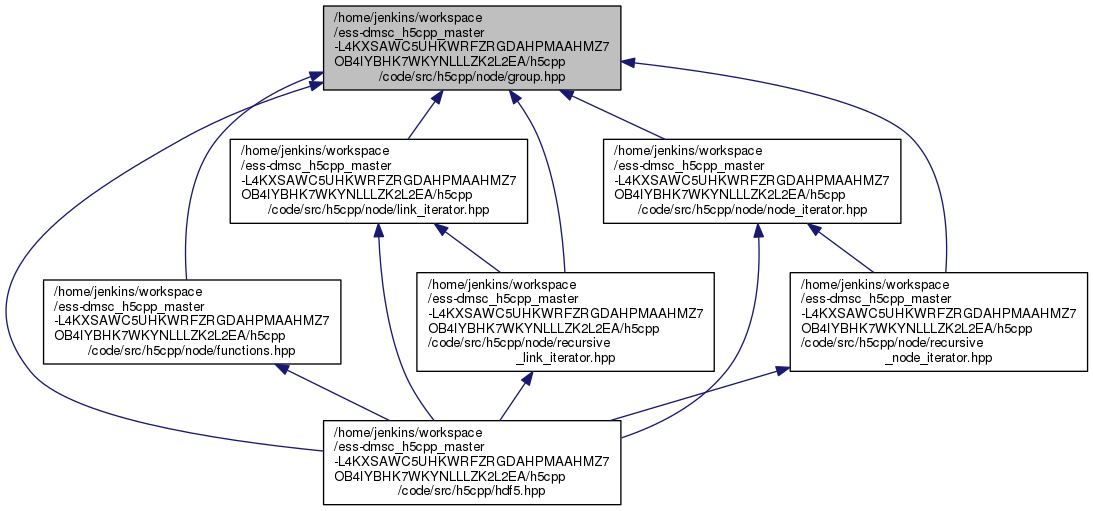 /home/jenkins/workspace
/ess-dmsc_h5cpp_master
-L4KXSAWC5UHKWRFZRGDAHPMAAHMZ7
OB4IYBHK7WKYNLLLZK2L2EA/h5cpp
/code/src/h5cpp/node/group.hpp
/home/jenkins/workspace
/ess-dmsc_h5cpp_master
-L4KXSAWC5UHKWRFZRGDAHPMAAHMZ7
OB4IYBHK7WKYNLLLZK2L2EA/h5cpp
/code/src/h5cpp/node/link_iterator.hpp
/home/jenkins/workspace
/ess-dmsc_h5cpp_master
-L4KXSAWC5UHKWRFZRGDAHPMAAHMZ7
OB4IYBHK7WKYNLLLZK2L2EA/h5cpp
/code/src/h5cpp/node/node_iterator.hpp
/home/jenkins/workspace
/ess-dmsc_h5cpp_master
-L4KXSAWC5UHKWRFZRGDAHPMAAHMZ7
OB4IYBHK7WKYNLLLZK2L2EA/h5cpp
/code/src/h5cpp/node/functions.hpp
/home/jenkins/workspace
/ess-dmsc_h5cpp_master
-L4KXSAWC5UHKWRFZRGDAHPMAAHMZ7
OB4IYBHK7WKYNLLLZK2L2EA/h5cpp
/code/src/h5cpp/node/recursive
_link_iterator.hpp
/home/jenkins/workspace
/ess-dmsc_h5cpp_master
-L4KXSAWC5UHKWRFZRGDAHPMAAHMZ7
OB4IYBHK7WKYNLLLZK2L2EA/h5cpp
/code/src/h5cpp/node/recursive
_node_iterator.hpp
/home/jenkins/workspace
/ess-dmsc_h5cpp_master
-L4KXSAWC5UHKWRFZRGDAHPMAAHMZ7
OB4IYBHK7WKYNLLLZK2L2EA/h5cpp
/code/src/h5cpp/hdf5.hpp